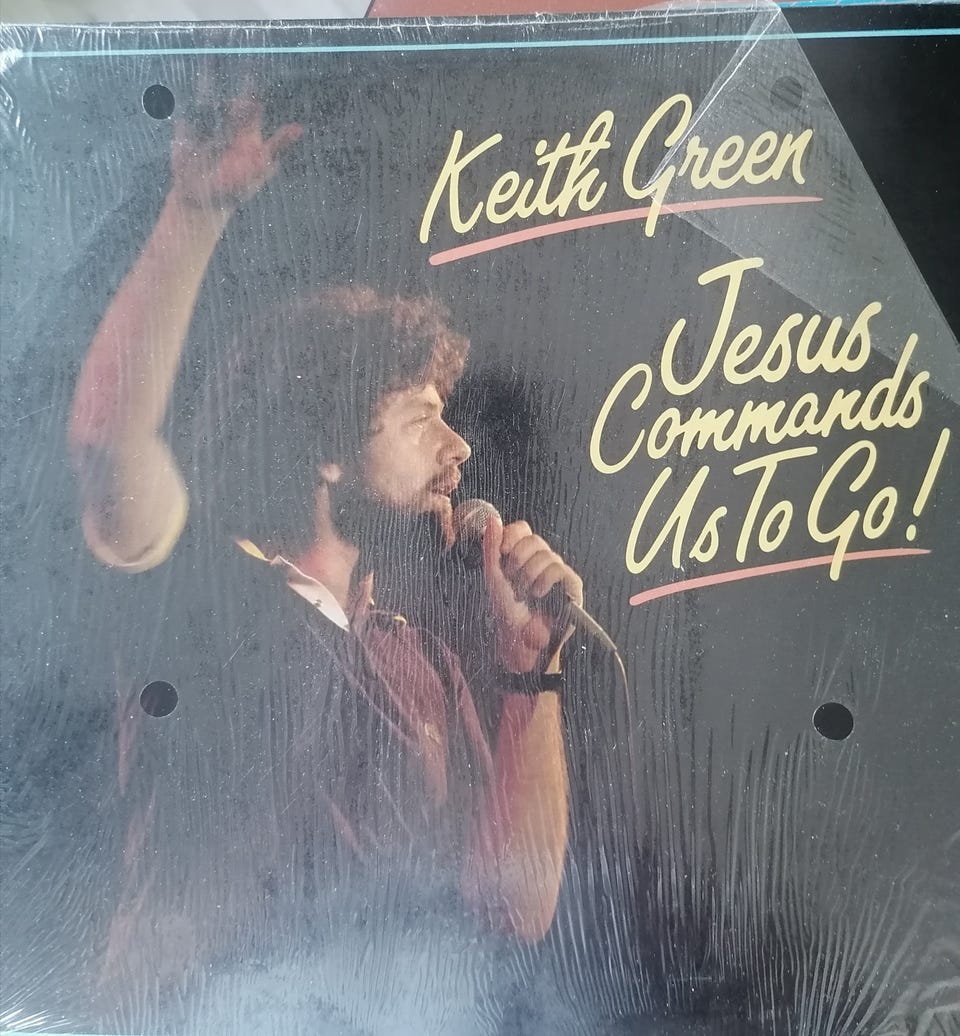 Keith Green
Jesus
Commands
Us To Go!